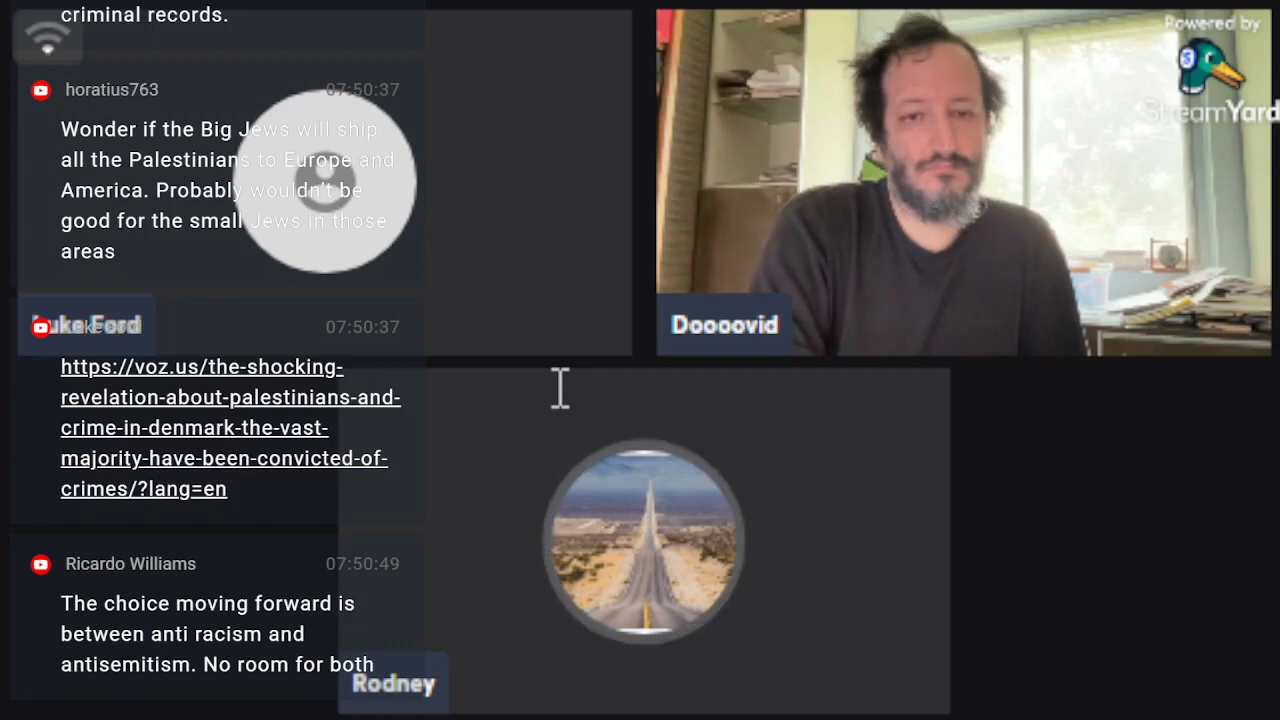 criminal records.
horatius763 07:50:37
Wonder if the Big Jews will ship
all the Palestinians to Europe and
America. Probably wouldn't be
good for the small Jews in those
areas
Luke Ford
07:50:37
https://voz.us/the-shocking-
revelation-about-palestinians-and-
crime-in-denmark-the-vast-
majority-have-been-convicted-of-
crimes/?lang=en
Ricardo Williams 07:50:49
The choice moving forward is
between anti racism and
antisemitism. No room for both
Powered by
StreamYard
Doooovid
Rodney